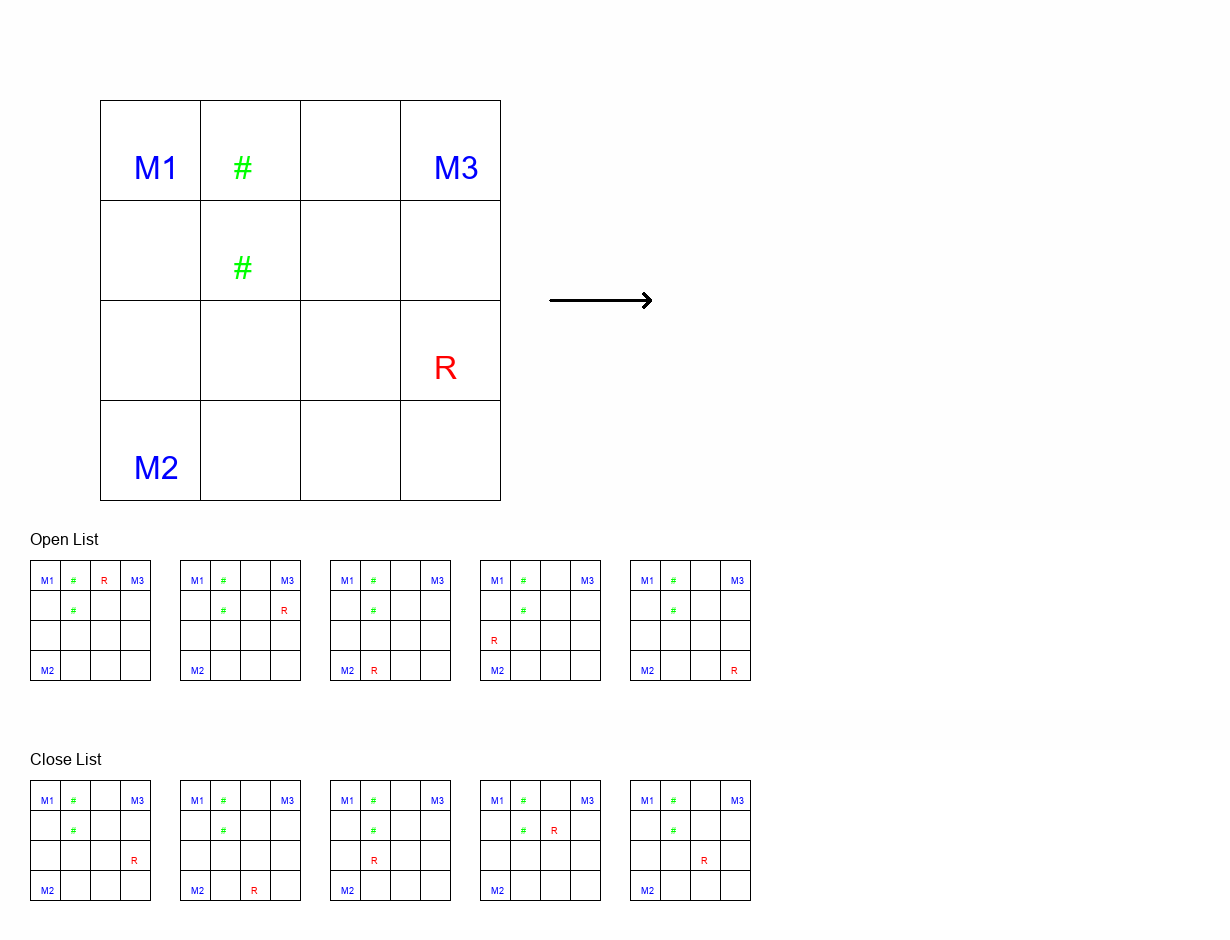 M1 # M3
#
R
M2
Open List
M1 # R M3 M1 # M3 M1 # M3 M1 # M3 M1 # M3
# # R # # #
R
M2 M2 M2 R M2 M2 R
Close List
M1 # M3 M1 # M3 M1 # M3 M1 # M3 M1 # M3
# # # # R #
R R R
M2 M2 R M2 M2 M2